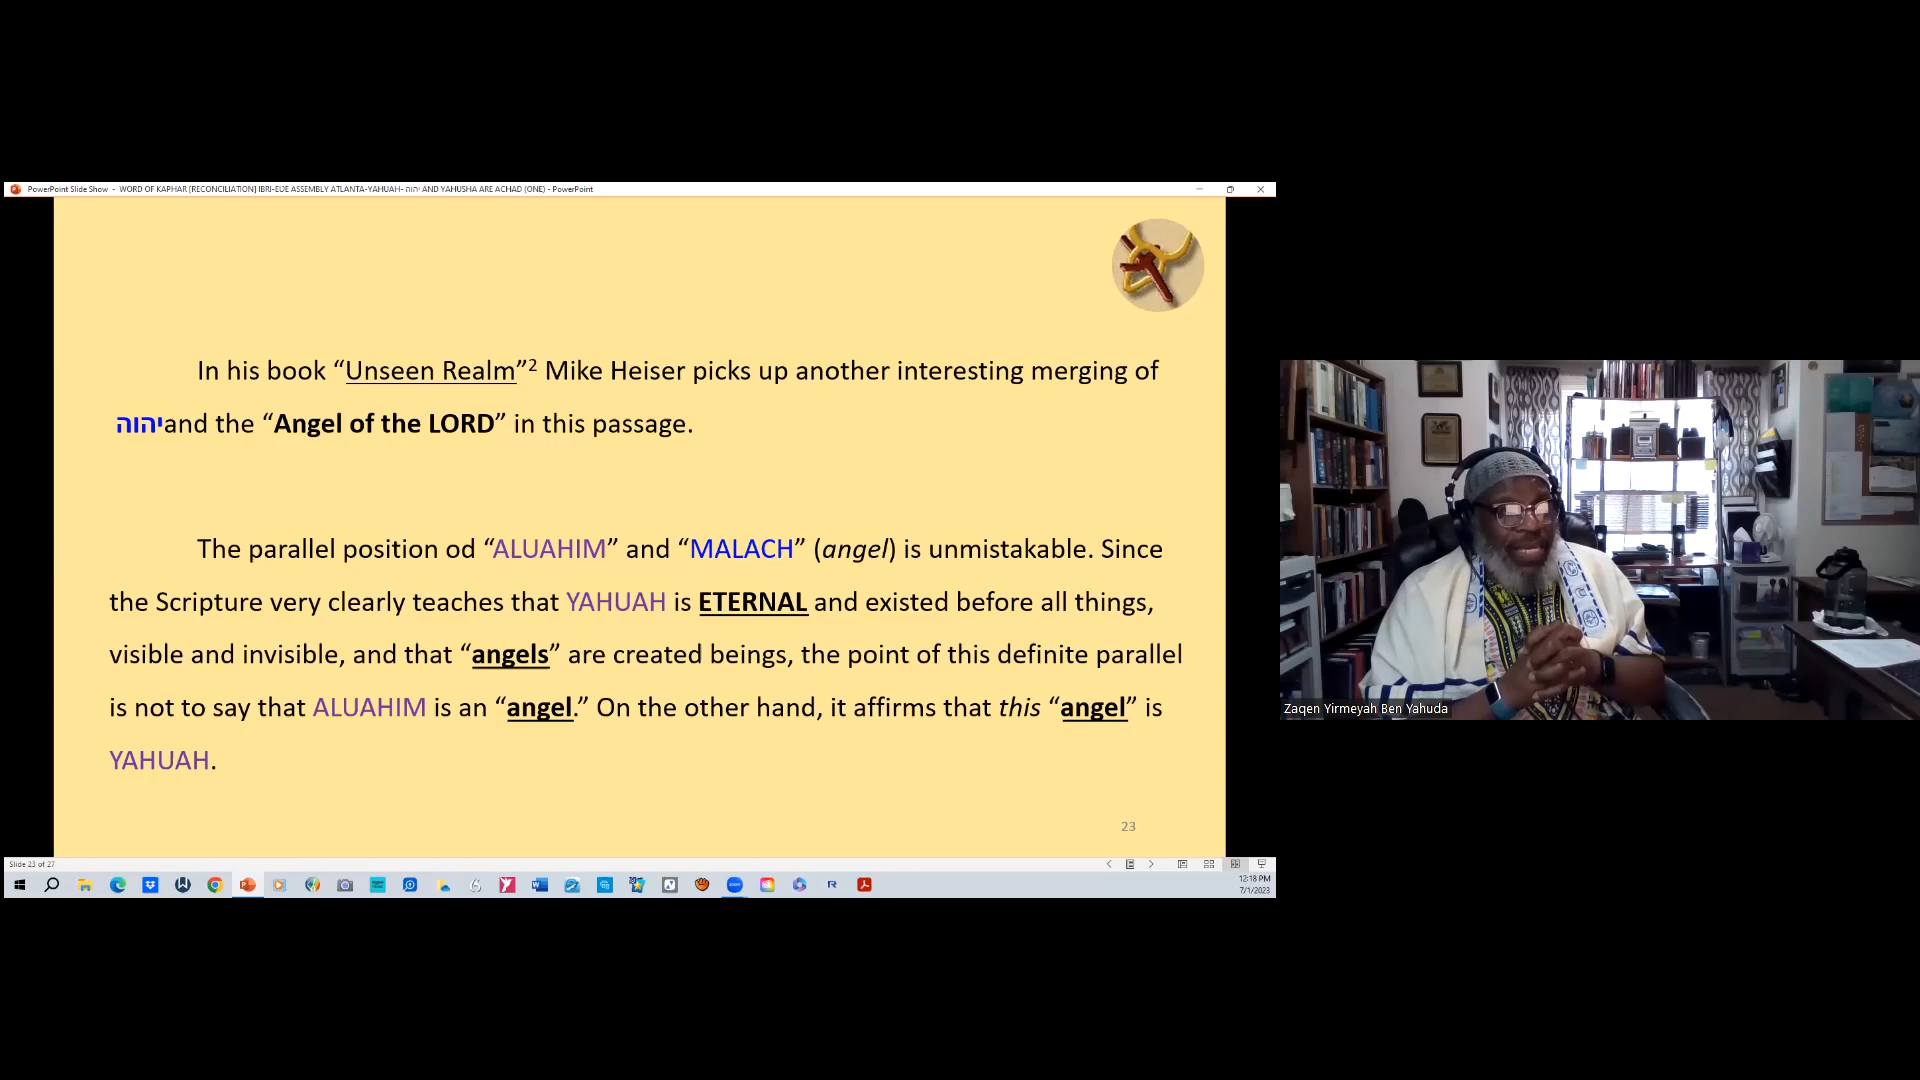 PowerPoint Slide Show - WORD OF KAPHAR [RECONCILIATION] IBRI-EDE ASSEMBLY ATLANTA-YAHUAH- יהוה AND YAHUSHA ARE ACHAD (ONE) - PowerPoint
In his book “Unseen Realm”2 Mike Heiser picks up another interesting merging of
יהוהand the “Angel of the LORD” in this passage.
The parallel position od “ALUAHIM” and “MALACH” (angel) is unmistakable. Since
the Scripture very clearly teaches that YAHUAH is ETERNAL and existed before all things,
visible and invisible, and that “angels” are created beings, the point of this definite parallel
is not to say that ALUAHIM is an “angel.” On the other hand, it affirms that this “angel” is
YAHUAH.
23
Slide 23 of 27
12:18 PM
7/1/2023
Zaqen Yirmeyah Ben Yahuda